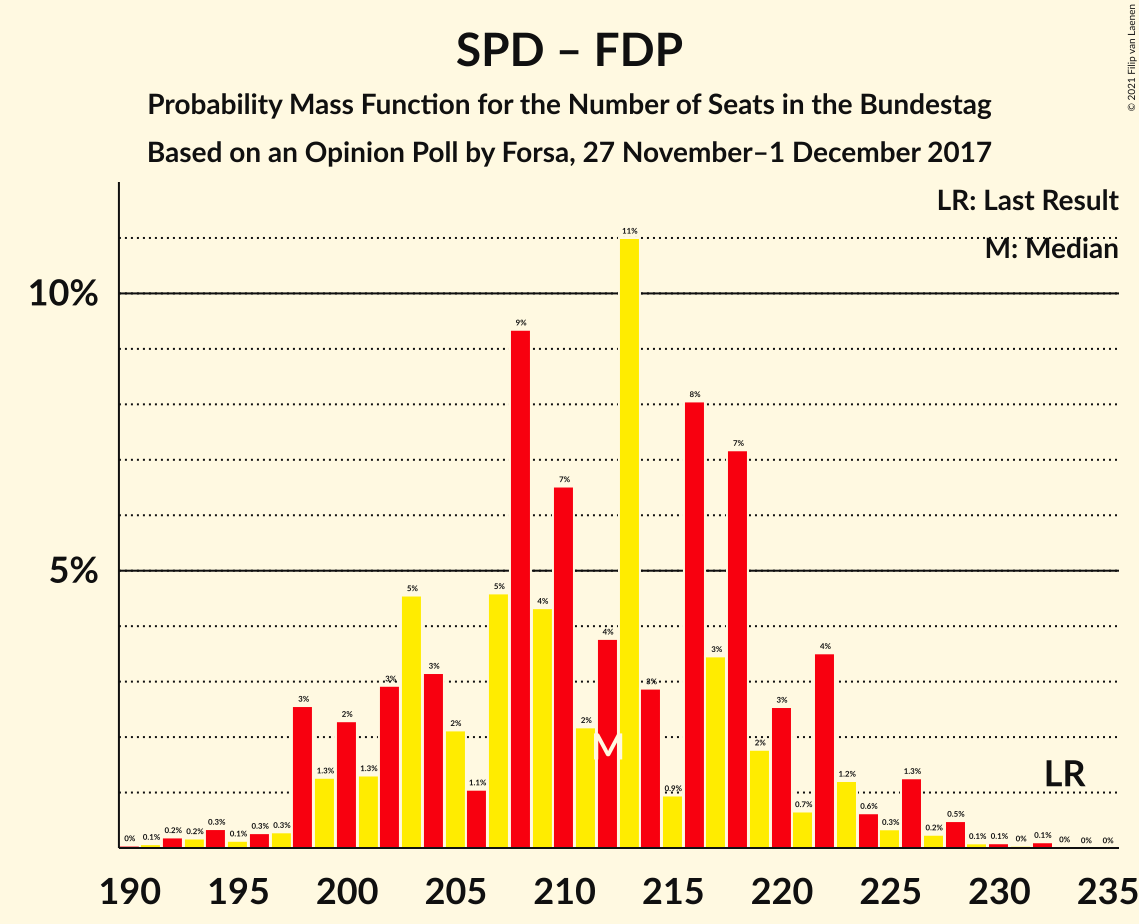 © 2021 Filip van Laenen
SPD – FDP
Probability Mass Function for the Number of Seats in the Bundestag
Based on an Opinion Poll by Forsa, 27 November–1 December 2017
LR: Last Result
M: Median
10%
5%
0% 0.1% 0.2% 0.2% 0.3% 0.1% 0.3% 0.3% 3% 1.3% 2% 1.3% 3% 5% 3% 2% 1.1% 5% 9% 4% 7% 2% 4% 11% 3% 0.9% 8% 3% 7% 2% 3% 0.7% 4% 1.2% 0.6% 0.3% 1.3% 0.2% 0.5% 0.1% 0.1% 0% 0.1% 0% 0% 0%
M
LR
190 195 200 205 210 215 220 225 230 235